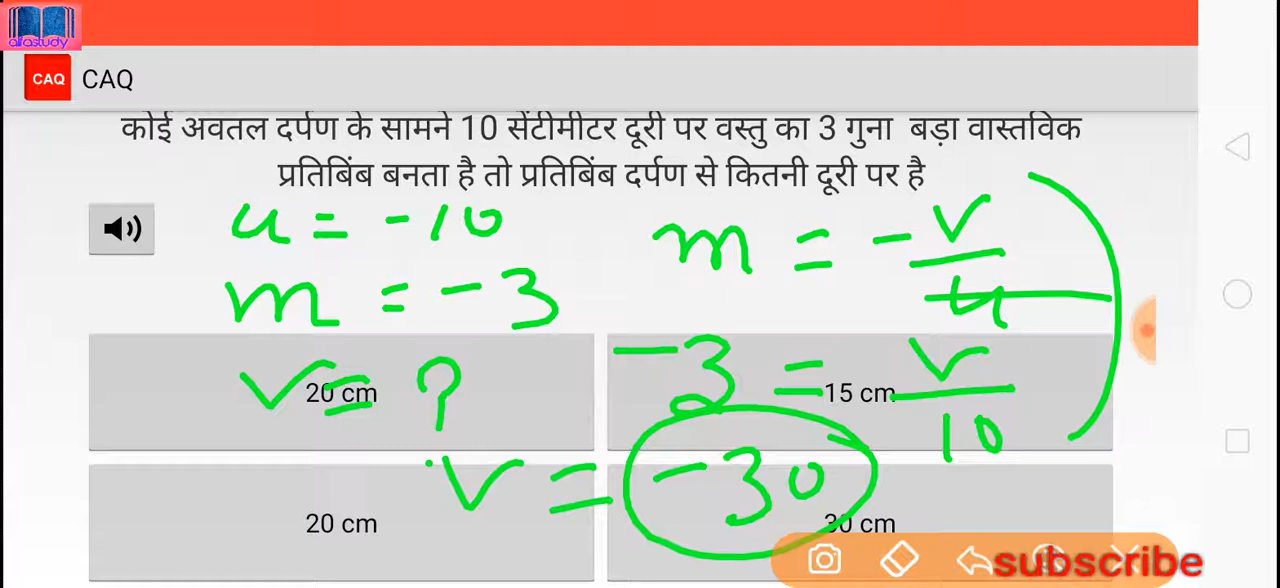 alfastudy
CAQ CAQ
कोई अवतल दर्पण के सामने 10 सेंटीमीटर दूरी पर वस्तु का 3 गुना बड़ा वास्तविक
प्रतिबिंब बनता है तो प्रतिबिंब दर्पण से कितनी दूरी पर है
u = -10
m = -v/u
m = -3
v = ?
-3 = v/10
20 cm
15 cm
v = -30
20 cm
30 cm
subscribe